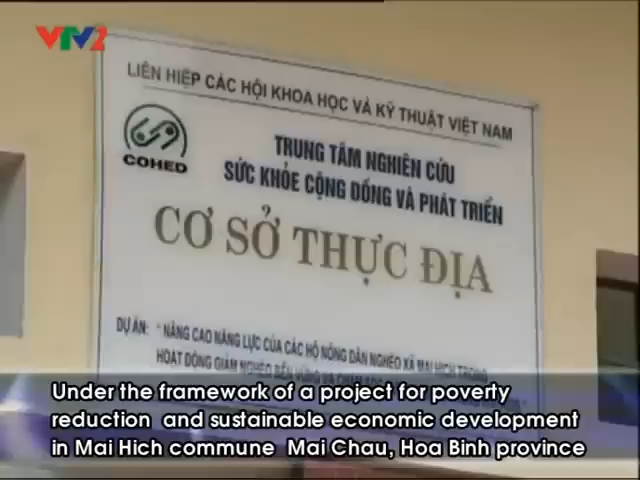 VTV2
LIÊN HIỆP CÁC HỘI KHOA HỌC VÀ KỸ THUẬT VIỆT NAM
COHED
TRUNG TÂM NGHIÊN CỨU
SỨC KHỎE CỘNG ĐỒNG VÀ PHÁT TRIỂN
CƠ SỞ THỰC ĐỊA
DỰ ÁN: " NÂNG CAO NĂNG LỰC CỦA CÁC HỘ NÔNG DÂN NGHÈO XÃ MAI HỊCH TRONG
HOẠT ĐỘNG GIẢM NGHÈO BỀN VỮNG VÀ
Under the framework of a project for poverty
reduction and sustainable economic development
in Mai Hich commune Mai Chau, Hoa Binh province